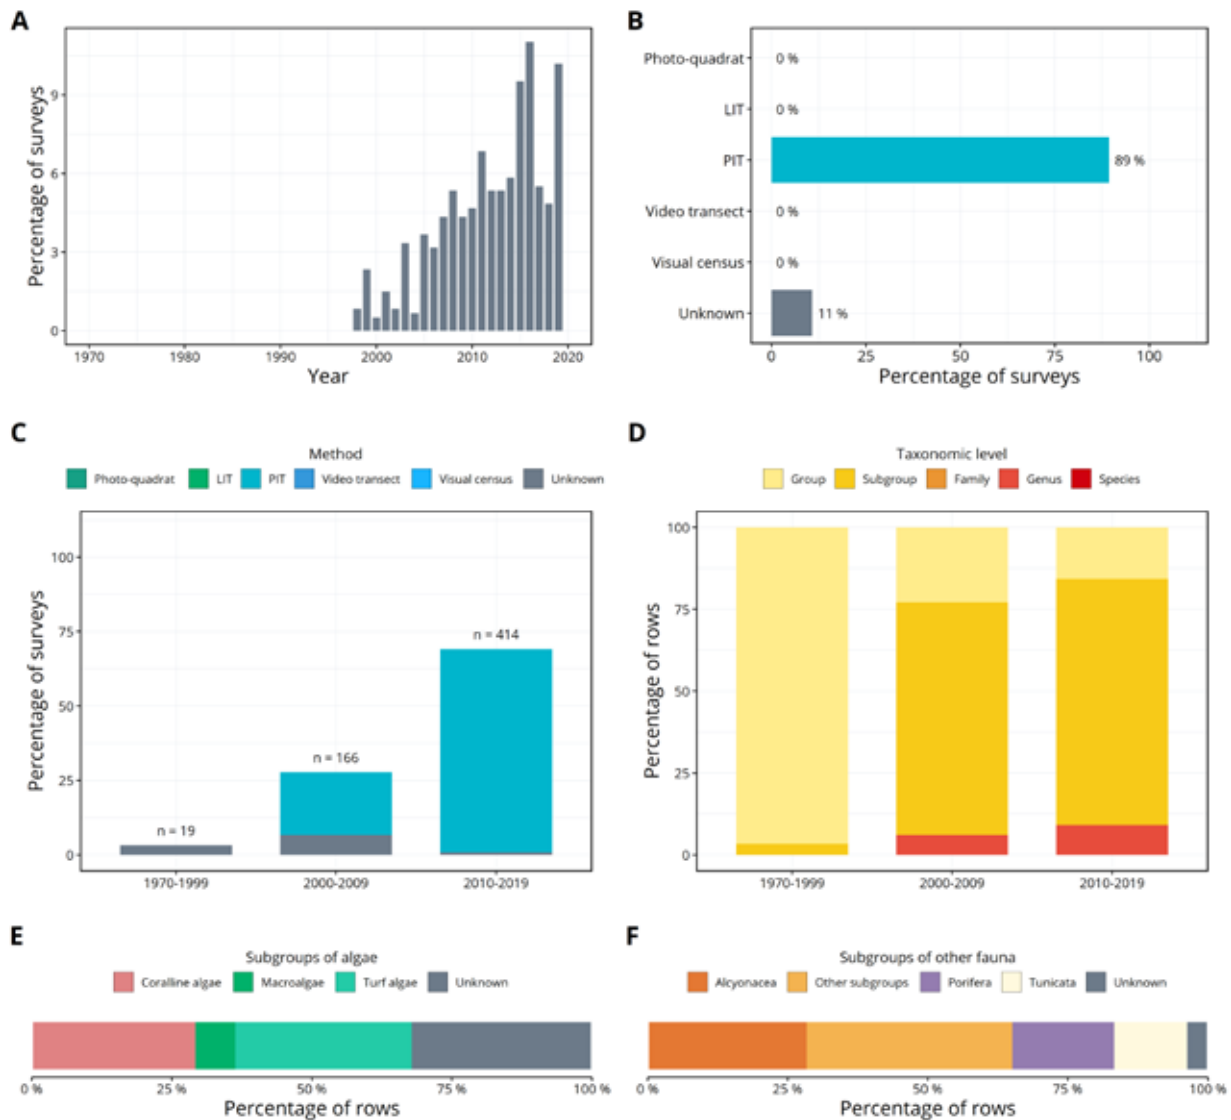 A
Percentage of surveys
9
6
3
0
1970 1980 1990 2000 2010 2020
Year
B
Photo-quadrat 0 %
LIT 0 %
PIT 89 %
Video transect 0 %
Visual census 0 %
Unknown 11 %
0 25 50 75 100
Percentage of surveys
C
Method
Photo-quadrat LIT PIT Video transect Visual census Unknown
Percentage of surveys
100
75
50
25
0
n = 19
n = 166
n = 414
1970-1999 2000-2009 2010-2019
D
Taxonomic level
Group Subgroup Family Genus Species
Percentage of rows
100
75
50
25
0
1970-1999 2000-2009 2010-2019
E
Subgroups of algae
Coralline algae Macroalgae Turf algae Unknown
0 % 25 % 50 % 75 % 100 %
Percentage of rows
F
Subgroups of other fauna
Alcyonacea Other subgroups Porifera Tunicata Unknown
0 % 25 % 50 % 75 % 100 %
Percentage of rows